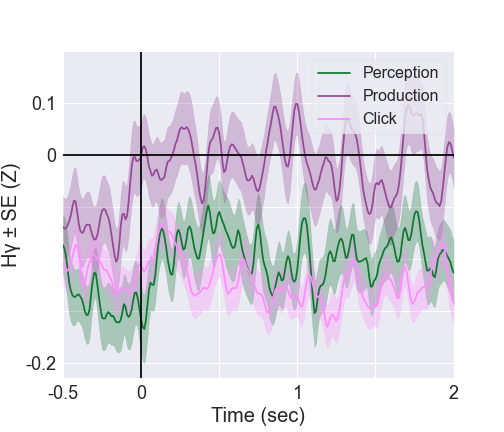 Perception
Production
Click
Hγ ± SE (Z)
0.1
0
-0.2
-0.5
0
1
2
Time (sec)